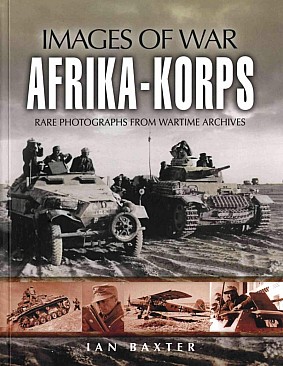 IMAGES OF WAR
AFRIKA-KORPS
RARE PHOTOGRAPHS FROM WARTIME ARCHIVES
IAN BAXTER